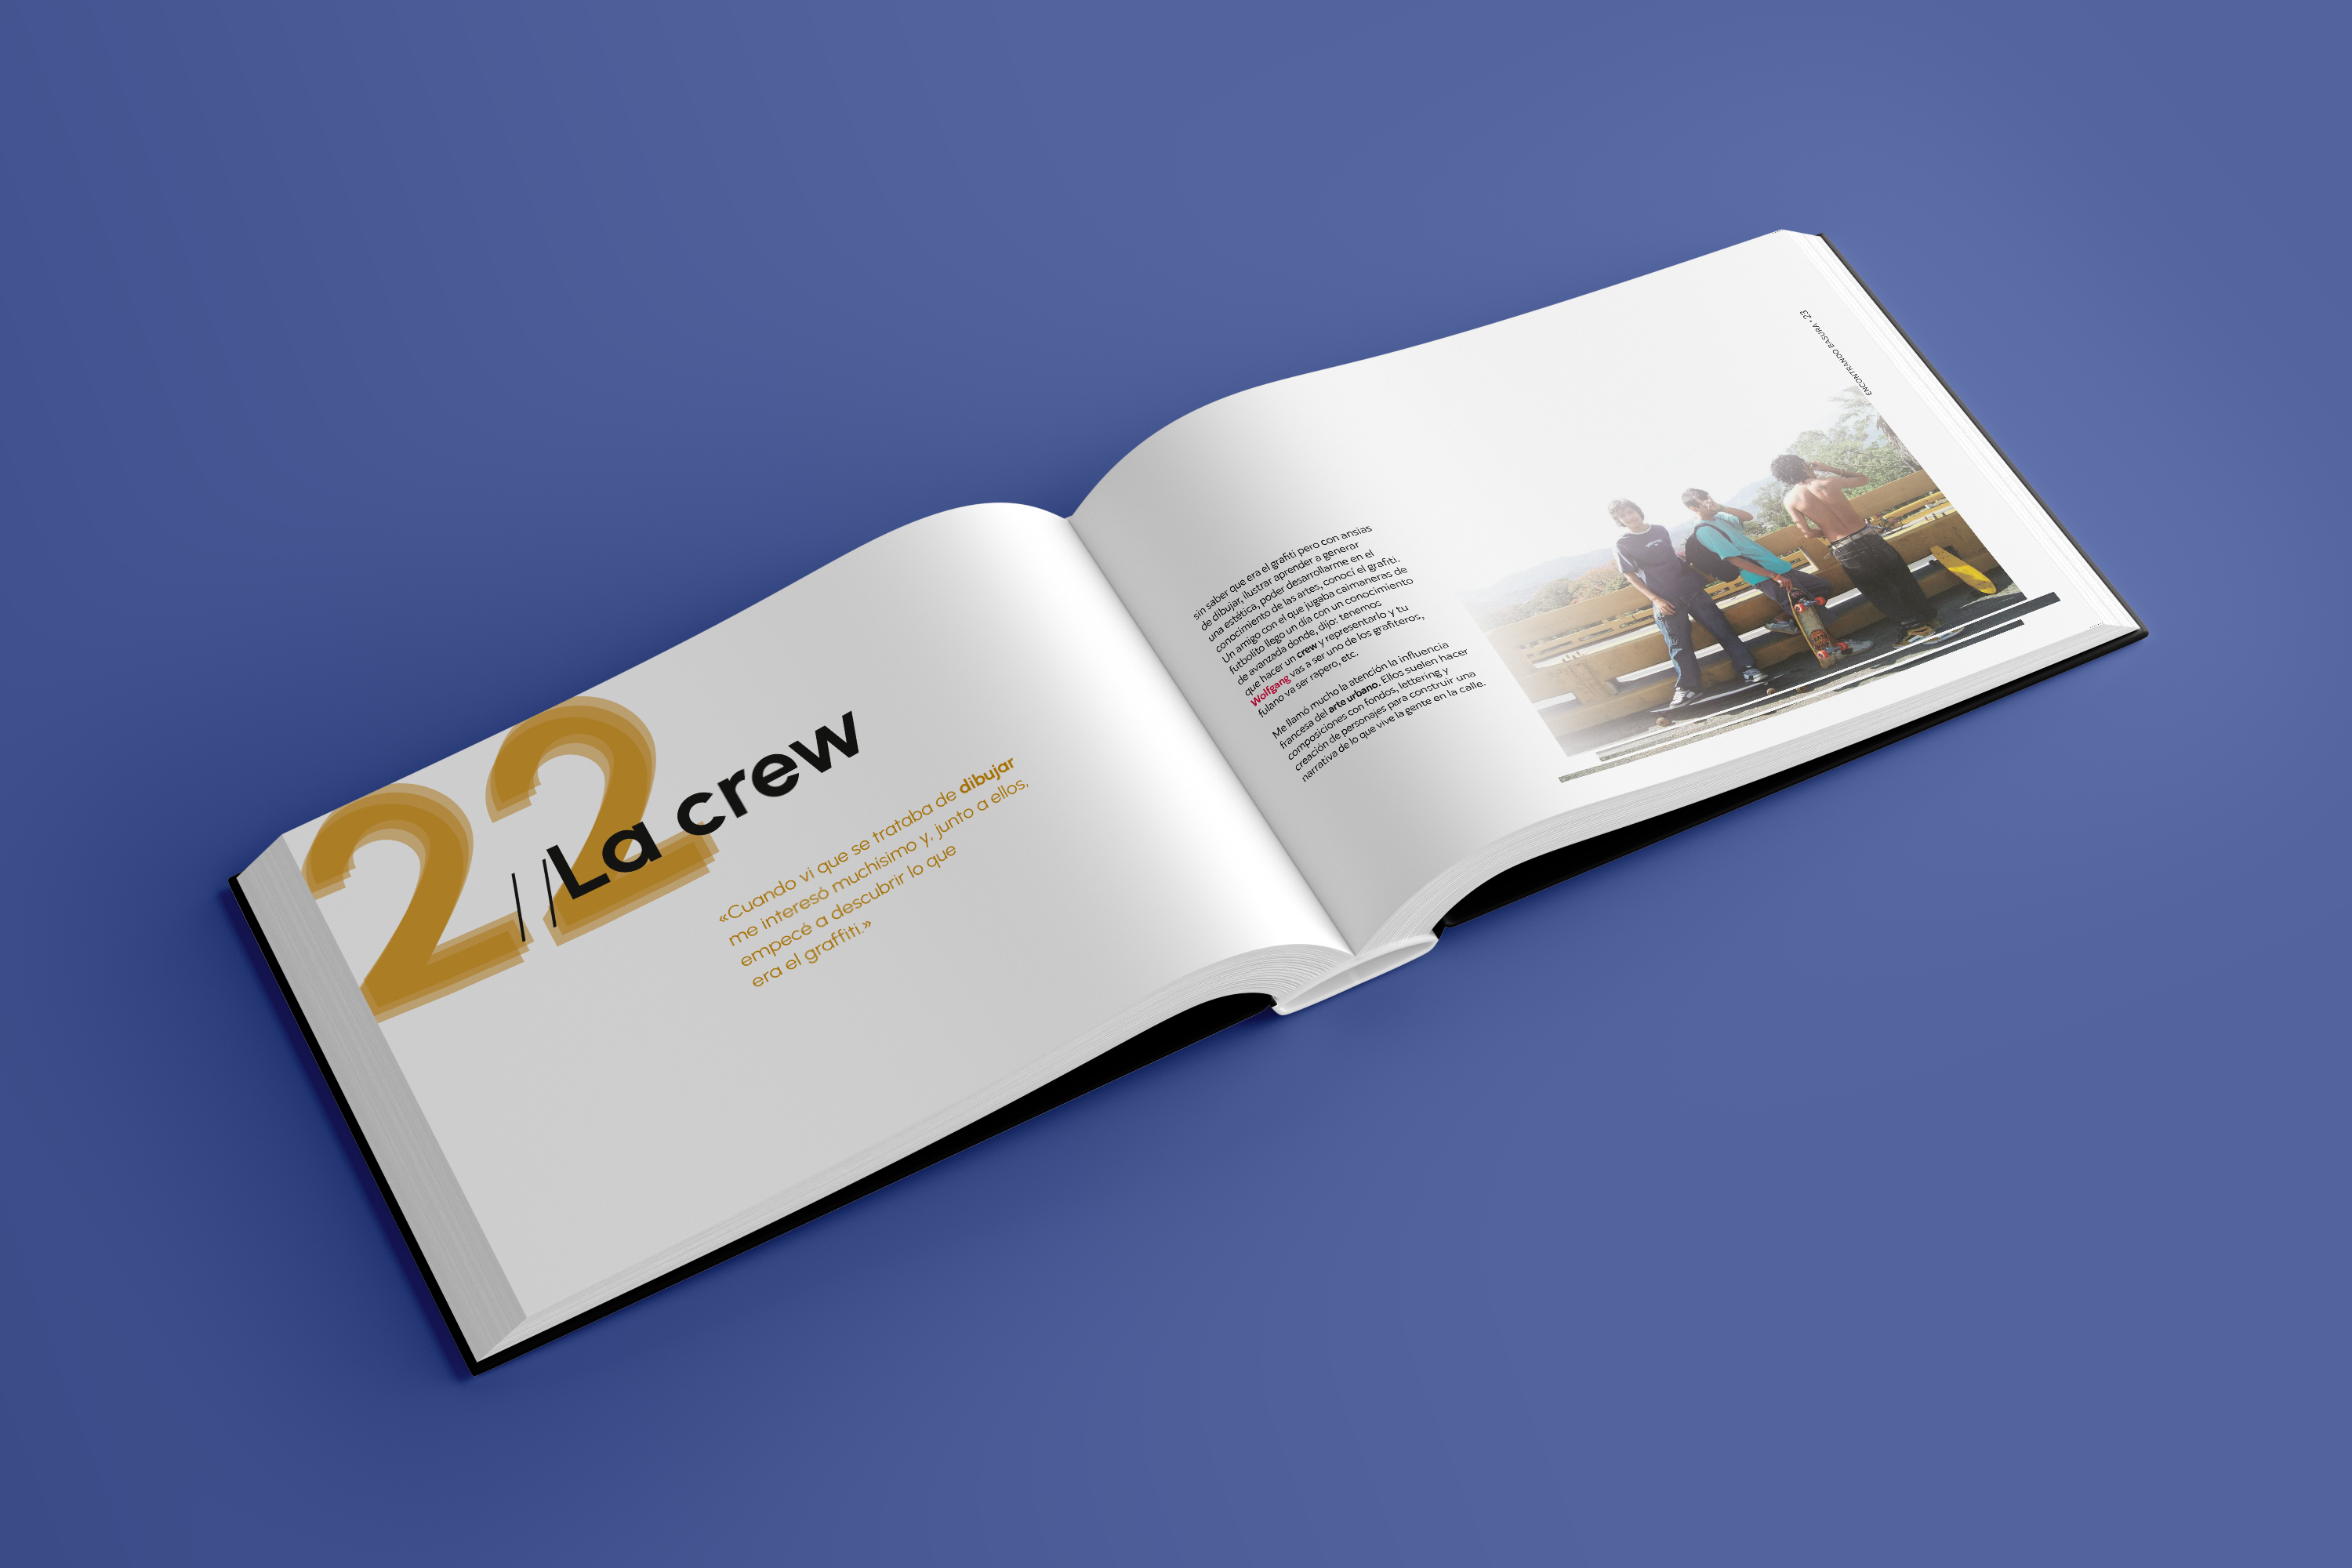 22
//La crew
«Cuando vi que se trataba de dibujar
me interesó muchísimo y, junto a ellos,
empecé a descubrir lo que
era el graffiti.»
sin saber que era el grafiti pero con ansias
de dibujar, ilustrar aprender a generar
una estética, poder desarrollarme en el
conocimiento de las artes, conocí el grafiti.
Un amigo con el que jugaba caimaneras de
futbolito llego un día con un conocimiento
de avanzada donde, dijo: tenemos
que hacer un crew y representarlo y tu
Wolfgang vas a ser uno de los grafiteros,
fulano va ser rapero, etc.
Me llamó mucho la atención la influencia
francesa del arte urbano. Ellos suelen hacer
composiciones con fondos, lettering y
creación de personajes para construir una
narrativa de lo que vive la gente en la calle.
ENCONTRANDO BASURA • 23